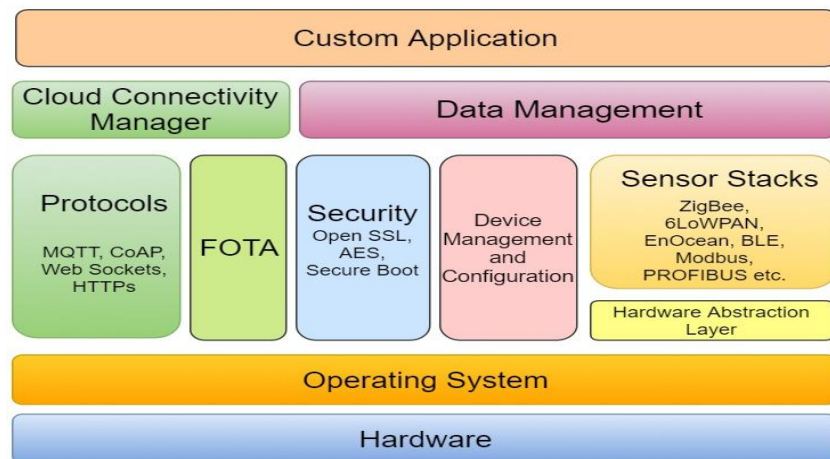 Custom Application
Cloud Connectivity
Manager
Data Management
Protocols
MQTT, CoAP,
Web Sockets,
HTTPs
FOTA
Security
Open SSL,
AES,
Secure Boot
Device
Management
and
Configuration
Sensor Stacks
ZigBee,
6LoWPAN,
EnOcean, BLE,
Modbus,
PROFIBUS etc.
Hardware Abstraction
Layer
Operating System
Hardware